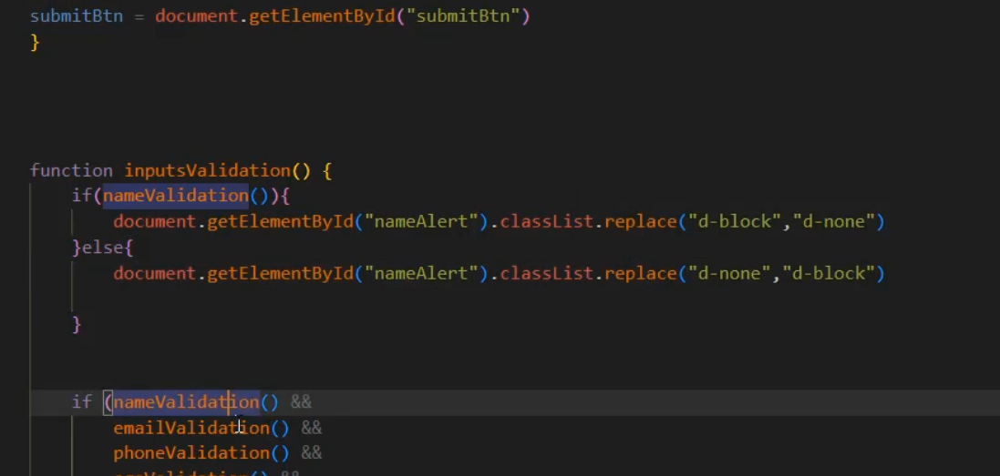 submitBtn = document.getElementById("submitBtn")
}
function inputsValidation() {
if(nameValidation()){
document.getElementById("nameAlert").classList.replace("d-block","d-none")
}else{
document.getElementById("nameAlert").classList.replace("d-none","d-block")
}
if (nameValidation() &&
emailValidation() &&
phoneValidation() &&